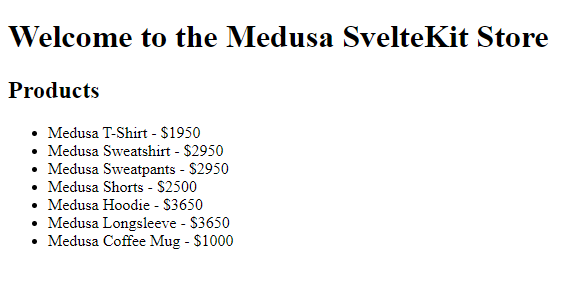 Welcome to the Medusa SvelteKit Store
Products
Medusa T-Shirt - $1950
Medusa Sweatshirt - $2950
Medusa Sweatpants - $2950
Medusa Shorts - $2500
Medusa Hoodie - $3650
Medusa Longsleeve - $3650
Medusa Coffee Mug - $1000